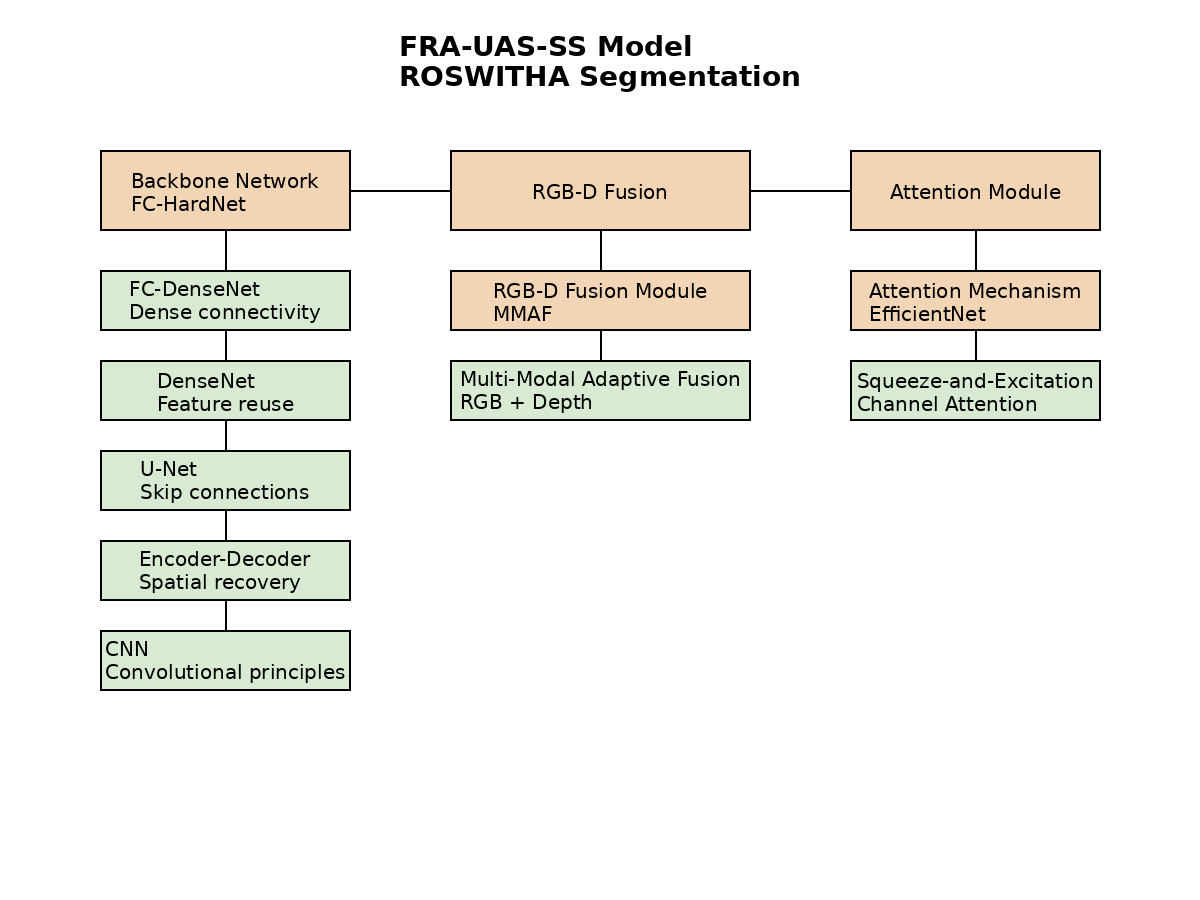 FRA-UAS-SS Model
ROSWITHA Segmentation
Backbone Network
FC-HardNet
RGB-D Fusion
Attention Module
FC-DenseNet
Dense connectivity
RGB-D Fusion Module
MMAF
Attention Mechanism
EfficientNet
DenseNet
Feature reuse
Multi-Modal Adaptive Fusion
RGB + Depth
Squeeze-and-Excitation
Channel Attention
U-Net
Skip connections
Encoder-Decoder
Spatial recovery
CNN
Convolutional principles